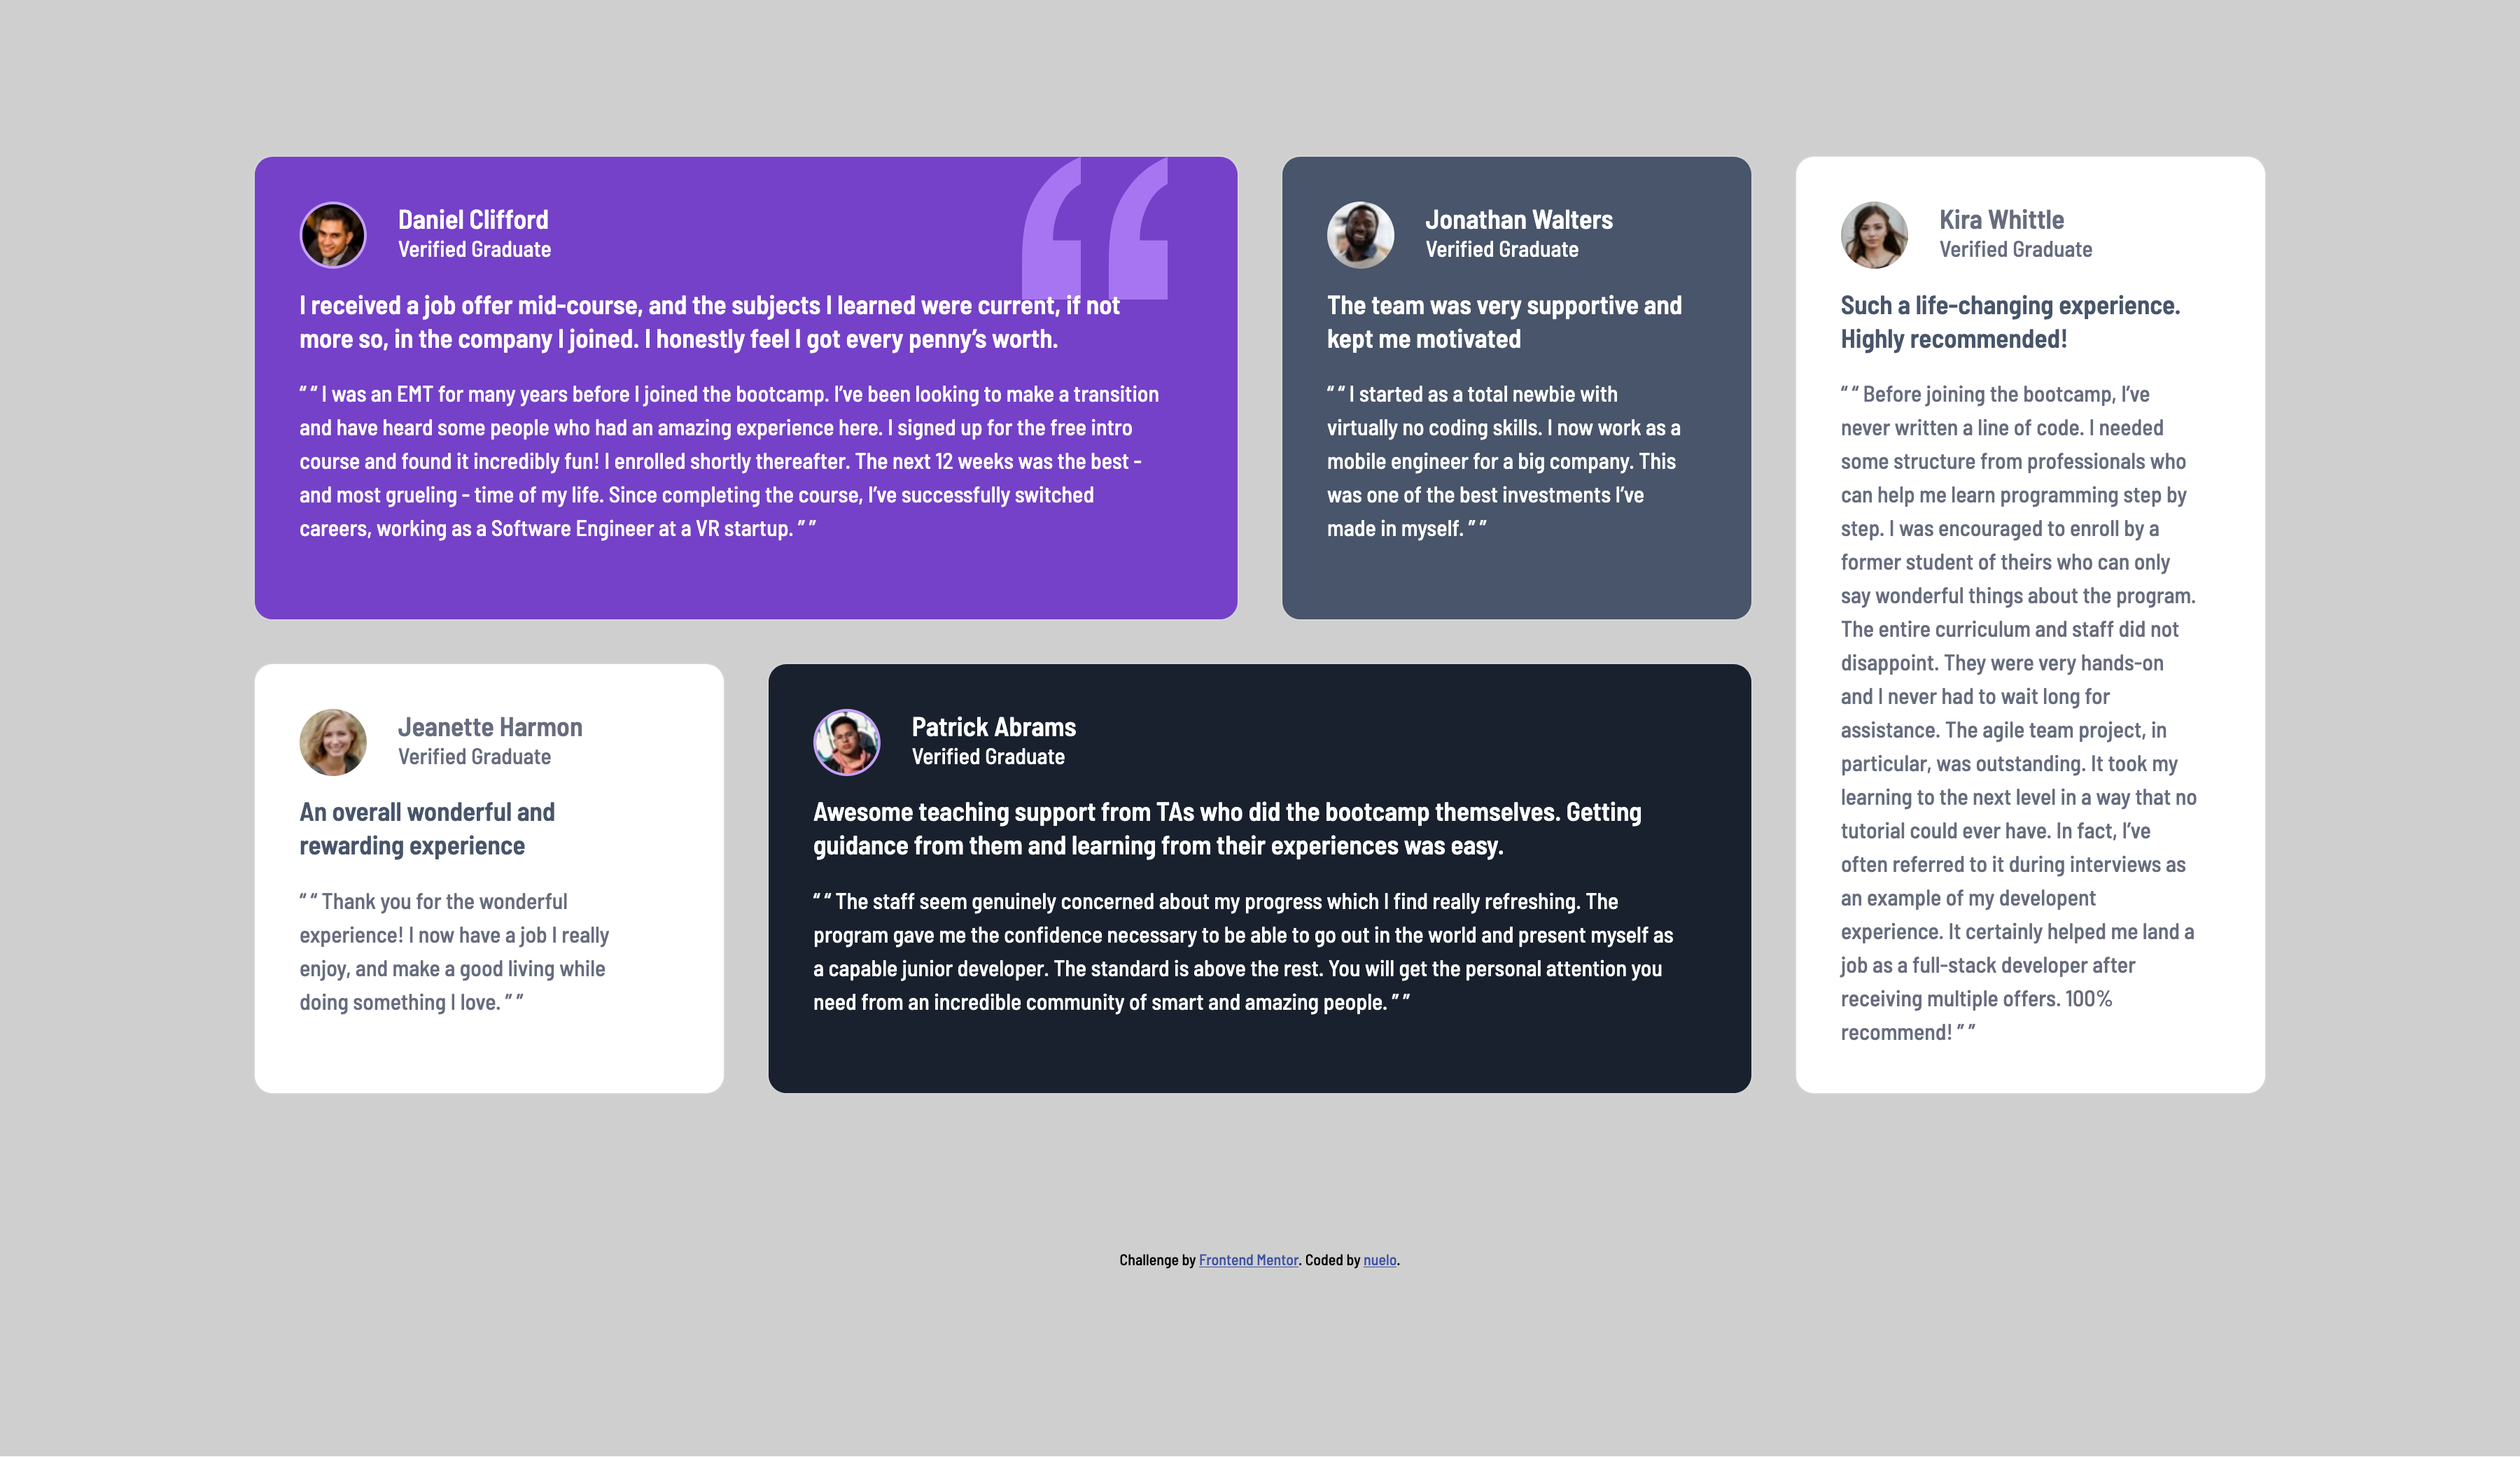 Daniel Clifford
Verified Graduate
I received a job offer mid-course, and the subjects I learned were current, if not
more so, in the company I joined. I honestly feel I got every penny’s worth.
“ “ I was an EMT for many years before I joined the bootcamp. I’ve been looking to make a transition
and have heard some people who had an amazing experience here. I signed up for the free intro
course and found it incredibly fun! I enrolled shortly thereafter. The next 12 weeks was the best -
and most grueling - time of my life. Since completing the course, I’ve successfully switched
careers, working as a Software Engineer at a VR startup. ” ”
Jonathan Walters
Verified Graduate
The team was very supportive and
kept me motivated
“ “ I started as a total newbie with
virtually no coding skills. I now work as a
mobile engineer for a big company. This
was one of the best investments I’ve
made in myself. ” ”
Kira Whittle
Verified Graduate
Such a life-changing experience.
Highly recommended!
“ “ Before joining the bootcamp, I’ve
never written a line of code. I needed
some structure from professionals who
can help me learn programming step by
step. I was encouraged to enroll by a
former student of theirs who can only
say wonderful things about the program.
The entire curriculum and staff did not
disappoint. They were very hands-on
and I never had to wait long for
assistance. The agile team project, in
particular, was outstanding. It took my
learning to the next level in a way that no
tutorial could ever have. In fact, I’ve
often referred to it during interviews as
an example of my developent
experience. It certainly helped me land a
job as a full-stack developer after
receiving multiple offers. 100%
recommend! ” ”
Jeanette Harmon
Verified Graduate
An overall wonderful and
rewarding experience
“ “ Thank you for the wonderful
experience! I now have a job I really
enjoy, and make a good living while
doing something I love. ” ”
Patrick Abrams
Verified Graduate
Awesome teaching support from TAs who did the bootcamp themselves. Getting
guidance from them and learning from their experiences was easy.
“ “ The staff seem genuinely concerned about my progress which I find really refreshing. The
program gave me the confidence necessary to be able to go out in the world and present myself as
a capable junior developer. The standard is above the rest. You will get the personal attention you
need from an incredible community of smart and amazing people. ” ”
Challenge by Frontend Mentor. Coded by nuelo.